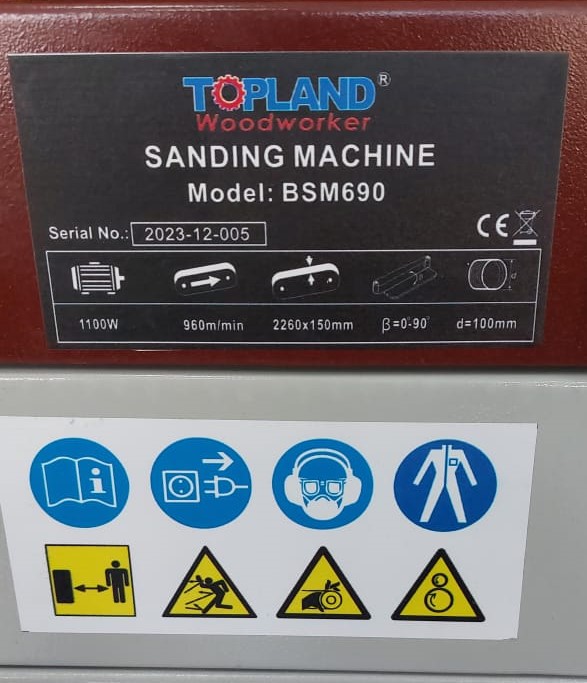 TOPLAND®
Woodworker
SANDING MACHINE
Model: BSM690
Serial No.: 2023-12-005
CE
1100W 960m/min 2260x150mm β=0°-90° d=100mm
i